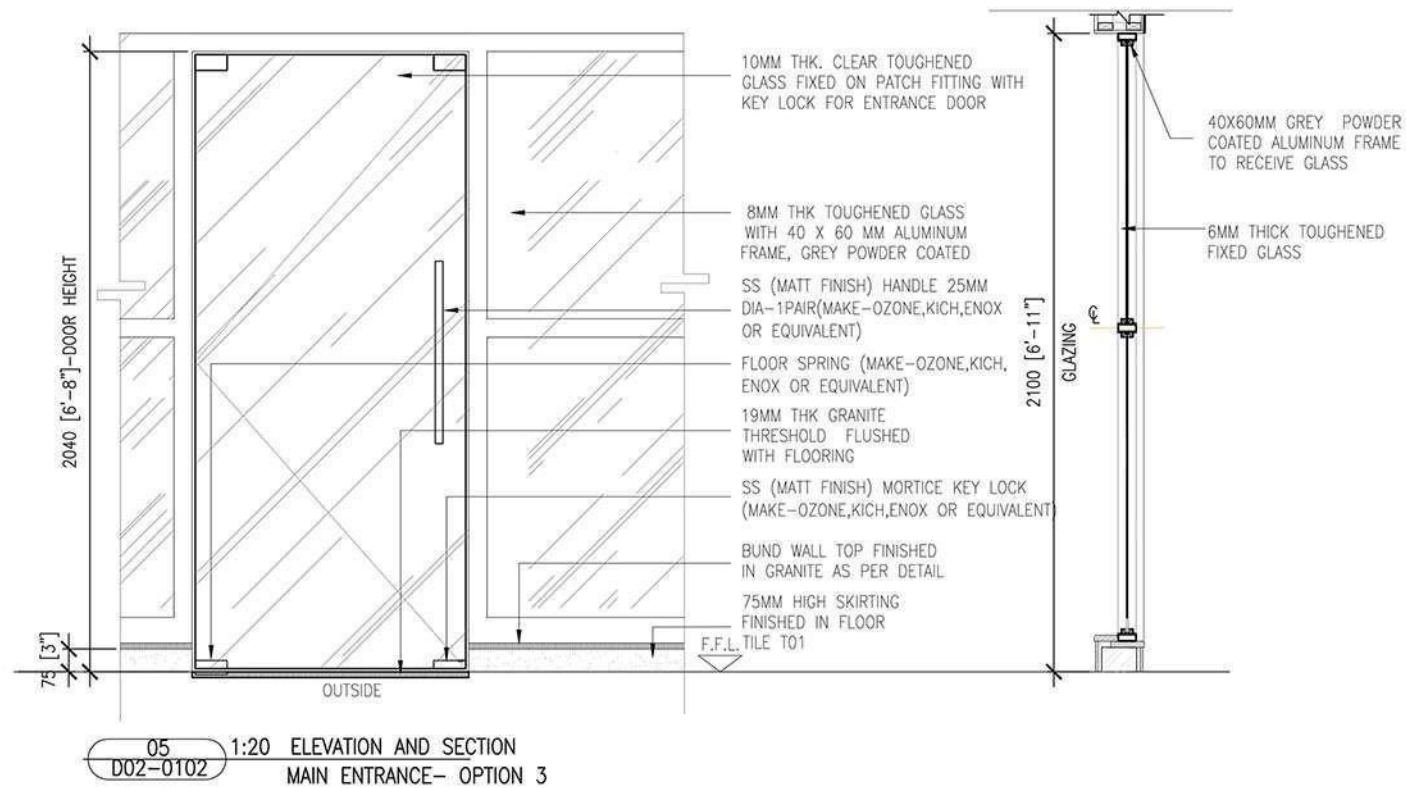 10MM THK. CLEAR TOUGHENED
GLASS FIXED ON PATCH FITTING WITH
KEY LOCK FOR ENTRANCE DOOR
8MM THK TOUGHENED GLASS
WITH 40 X 60 MM ALUMINUM
FRAME, GREY POWDER COATED
SS (MATT FINISH) HANDLE 25MM
DIA-1PAIR(MAKE-OZONE,KICH,ENOX
OR EQUIVALENT)
FLOOR SPRING (MAKE-OZONE,KICH,
ENOX OR EQUIVALENT)
19MM THK GRANITE
THRESHOLD FLUSHED
WITH FLOORING
SS (MATT FINISH) MORTICE KEY LOCK
(MAKE-OZONE,KICH,ENOX OR EQUIVALENT)
BUND WALL TOP FINISHED
IN GRANITE AS PER DETAIL
75MM HIGH SKIRTING
FINISHED IN FLOOR
TILE T01
F.F.L.
2040 [6'-8"]-DOOR HEIGHT
75 [3"]
OUTSIDE
2100 [6'-11"]
GLAZING
℄
40X60MM GREY POWDER
COATED ALUMINUM FRAME
TO RECEIVE GLASS
6MM THICK TOUGHENED
FIXED GLASS
05
D02-0102
1:20 ELEVATION AND SECTION
MAIN ENTRANCE- OPTION 3